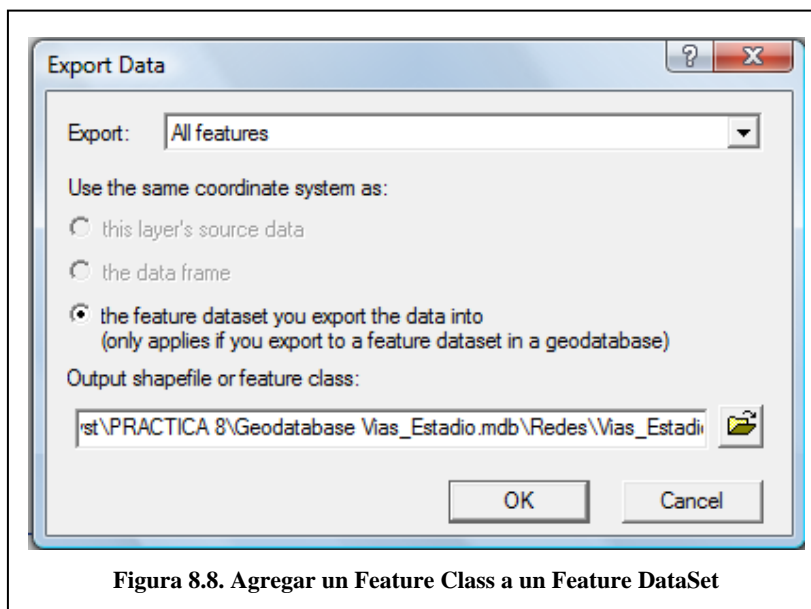 Export Data
Export: All features
Use the same coordinate system as:
this layer's source data
the data frame
the feature dataset you export the data into
(only applies if you export to a feature dataset in a geodatabase)
Output shapefile or feature class:
rst\PRACTICA 8\Geodatabase Vias_Estadio.mdb\Redes\Vias_Estadi
OK Cancel
Figura 8.8. Agregar un Feature Class a un Feature DataSet